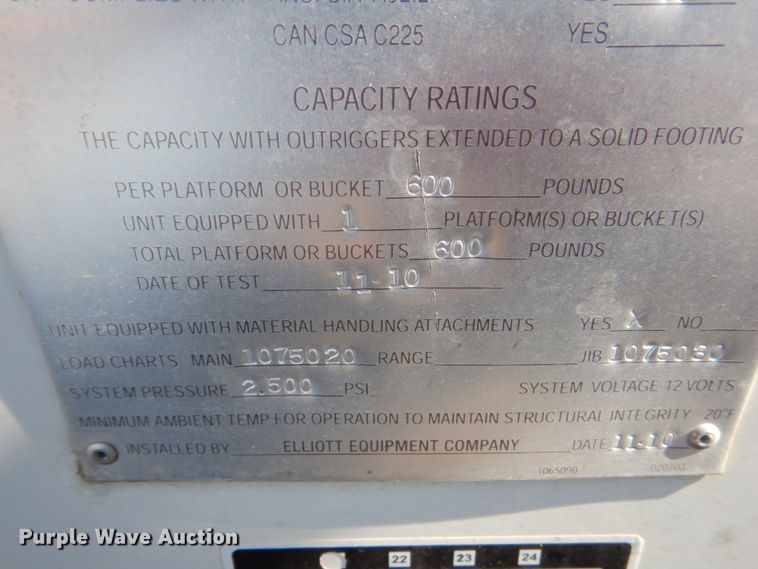 CAN CSA C225 YES
CAPACITY RATINGS
THE CAPACITY WITH OUTRIGGERS EXTENDED TO A SOLID FOOTING
PER PLATFORM OR BUCKET 600 POUNDS
UNIT EQUIPPED WITH 1 PLATFORM(S) OR BUCKET(S)
TOTAL PLATFORM OR BUCKETS 600 POUNDS
DATE OF TEST 11-10
UNIT EQUIPPED WITH MATERIAL HANDLING ATTACHMENTS: YES X NO
LOAD CHARTS: MAIN 1075020 RANGE JIB 1075030
SYSTEM PRESSURE 2,500 PSI SYSTEM VOLTAGE 12 VOLTS
MINIMUM AMBIENT TEMP FOR OPERATION TO MAINTAIN STRUCTURAL INTEGRITY -20°F
INSTALLED BY ELLIOTT EQUIPMENT COMPANY DATE 11-10
1065090 020703
Purple Wave Auction
22 23 24